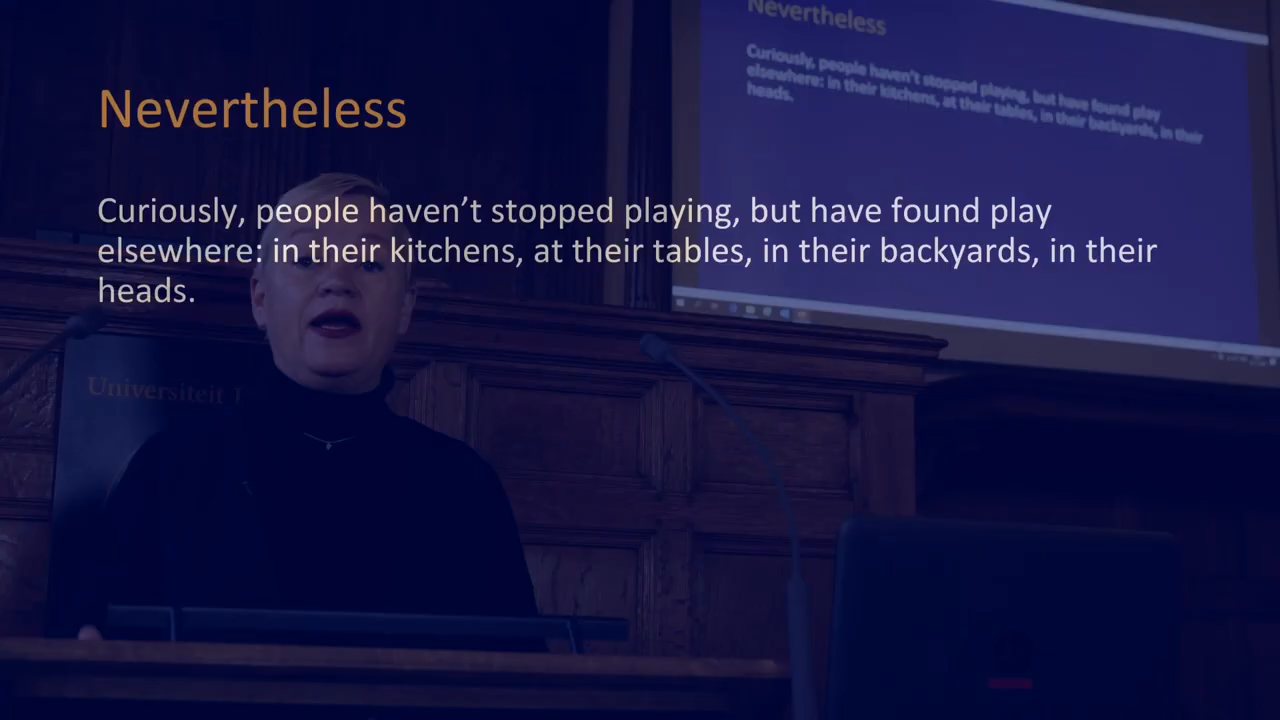 Nevertheless
Curiously, people haven't stopped playing, but have found play
elsewhere: in their kitchens, at their tables, in their backyards, in their
heads.
Nevertheless
Curiously, people haven't stopped playing, but have found play
elsewhere: in their kitchens, at their tables, in their backyards, in their
heads.
Universiteit